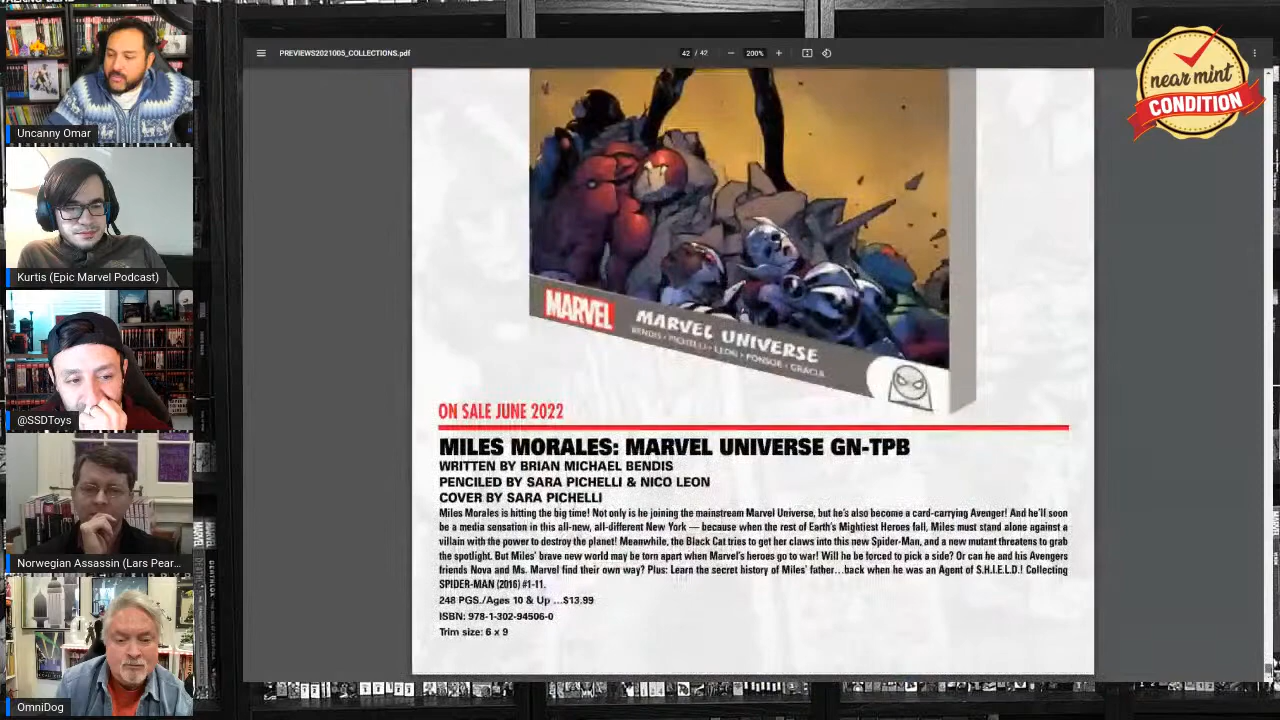 PREVIEWS2021005_COLLECTIONS.pdf
42 / 42
200%
near mint
CONDITION
Uncanny Omar
Kurtis (Epic Marvel Podcast)
@SSDToys
Norwegian Assassin (Lars Pear...
OmniDog
MARVEL
MARVEL UNIVERSE
BENDIS • PICHELLI • LEON • PONSOR • GRACIA
ON SALE JUNE 2022
MILES MORALES: MARVEL UNIVERSE GN-TPB
WRITTEN BY BRIAN MICHAEL BENDIS
PENCILED BY SARA PICHELLI & NICO LEON
COVER BY SARA PICHELLI
Miles Morales is hitting the big time! Not only is he joining the mainstream Marvel Universe, but he's also become a card-carrying Avenger! And he'll soon
be a media sensation in this all-new, all-different New York — because when the rest of Earth's Mightiest Heroes fall, Miles must stand alone against a
villain with the power to destroy the planet! Meanwhile, the Black Cat tries to get her claws into this new Spider-Man, and a new mutant threatens to grab
the spotlight. But Miles' brave new world may be torn apart when Marvel's heroes go to war! Will he be forced to pick a side? Or can he and his Avengers
friends Nova and Ms. Marvel find their own way? Plus: Learn the secret history of Miles' father...back when he was an Agent of S.H.I.E.L.D.! Collecting
SPIDER-MAN (2016) #1-11.
248 PGS./Ages 10 & Up ...$13.99
ISBN: 978-1-302-94506-0
Trim size: 6 x 9